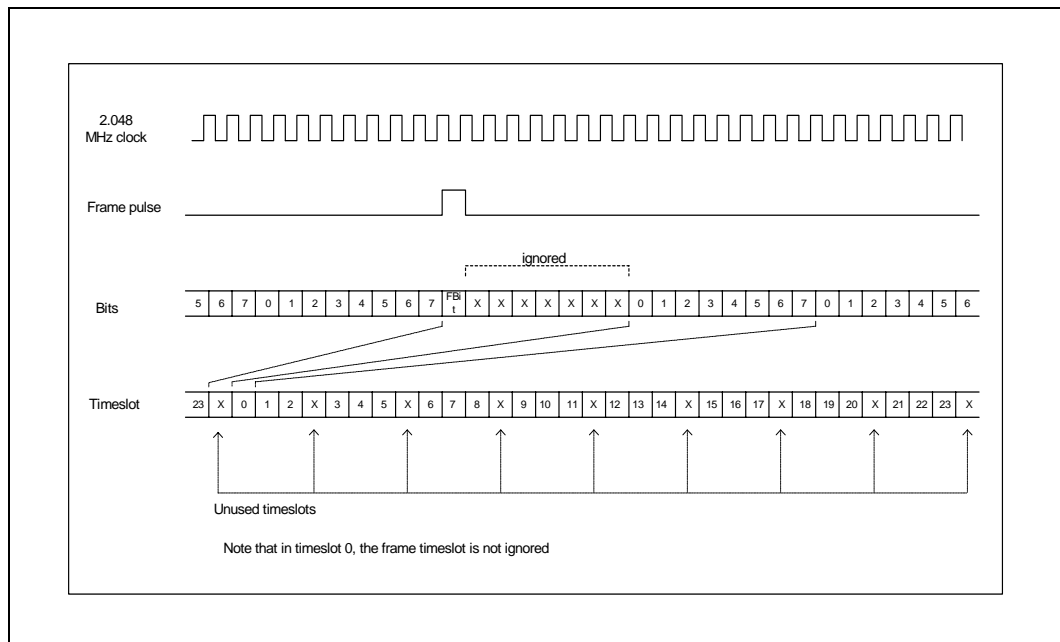 2.048
MHz clock
Frame pulse
ignored
Bits 5 6 7 0 1 2 3 4 5 6 7 FBi
t X X X X X X X 0 1 2 3 4 5 6 7 0 1 2 3 4 5 6
Timeslot 23 X 0 1 2 X 3 4 5 X 6 7 8 X 9 10 11 X 12 13 14 X 15 16 17 X 18 19 20 X 21 22 23 X
Unused timeslots
Note that in timeslot 0, the frame timeslot is not ignored